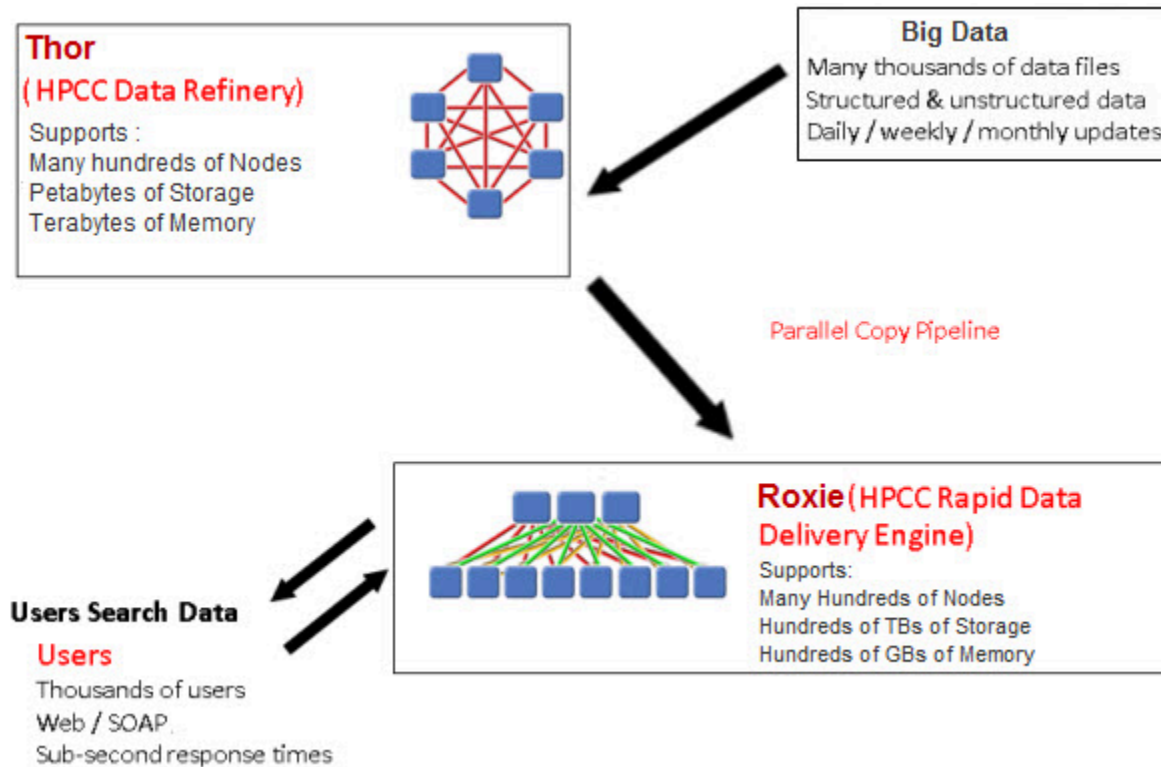 Thor
( HPCC Data Refinery)
Supports :
Many hundreds of Nodes
Petabytes of Storage
Terabytes of Memory
Big Data
Many thousands of data files
Structured & unstructured data
Daily / weekly / monthly updates
Parallel Copy Pipeline
Roxie (HPCC Rapid Data
Delivery Engine)
Supports:
Many Hundreds of Nodes
Hundreds of TBs of Storage
Hundreds of GBs of Memory
Users Search Data
Users
Thousands of users
Web / SOAP
Sub-second response times